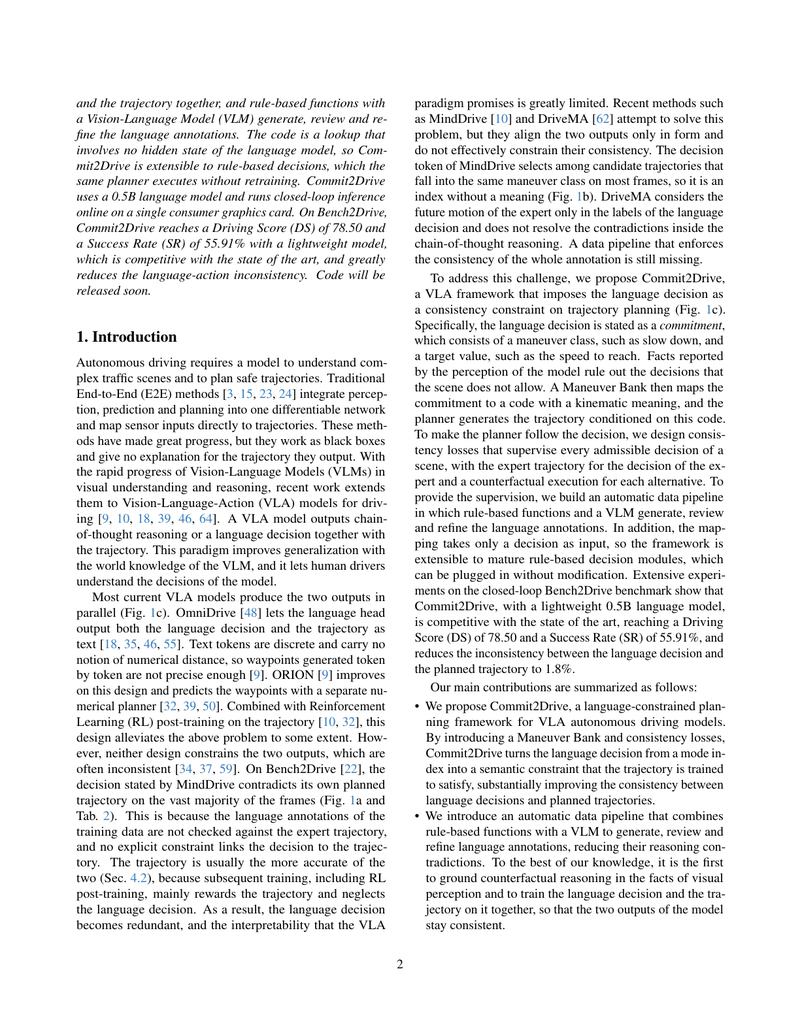 and the trajectory together, and rule-based functions with
a Vision-Language Model (VLM) generate, review and re-
fine the language annotations. The code is a lookup that
involves no hidden state of the language model, so Com-
mit2Drive is extensible to rule-based decisions, which the
same planner executes without retraining. Commit2Drive
uses a 0.5B language model and runs closed-loop inference
online on a single consumer graphics card. On Bench2Drive,
Commit2Drive reaches a Driving Score (DS) of 78.50 and
a Success Rate (SR) of 55.91% with a lightweight model,
which is competitive with the state of the art, and greatly
reduces the language-action inconsistency. Code will be
released soon.
1. Introduction
Autonomous driving requires a model to understand com-
plex traffic scenes and to plan safe trajectories. Traditional
End-to-End (E2E) methods [3, 15, 23, 24] integrate percep-
tion, prediction and planning into one differentiable network
and map sensor inputs directly to trajectories. These meth-
ods have made great progress, but they work as black boxes
and give no explanation for the trajectory they output. With
the rapid progress of Vision-Language Models (VLMs) in
visual understanding and reasoning, recent work extends
them to Vision-Language-Action (VLA) models for driv-
ing [9, 10, 18, 39, 46, 64]. A VLA model outputs chain-
of-thought reasoning or a language decision together with
the trajectory. This paradigm improves generalization with
the world knowledge of the VLM, and it lets human drivers
understand the decisions of the model.
Most current VLA models produce the two outputs in
parallel (Fig. 1c). OmniDrive [48] lets the language head
output both the language decision and the trajectory as
text [18, 35, 46, 55]. Text tokens are discrete and carry no
notion of numerical distance, so waypoints generated token
by token are not precise enough [9]. ORION [9] improves
on this design and predicts the waypoints with a separate nu-
merical planner [32, 39, 50]. Combined with Reinforcement
Learning (RL) post-training on the trajectory [10, 32], this
design alleviates the above problem to some extent. How-
ever, neither design constrains the two outputs, which are
often inconsistent [34, 37, 59]. On Bench2Drive [22], the
decision stated by MindDrive contradicts its own planned
trajectory on the vast majority of the frames (Fig. 1a and
Tab. 2). This is because the language annotations of the
training data are not checked against the expert trajectory,
and no explicit constraint links the decision to the trajec-
tory. The trajectory is usually the more accurate of the
two (Sec. 4.2), because subsequent training, including RL
post-training, mainly rewards the trajectory and neglects
the language decision. As a result, the language decision
becomes redundant, and the interpretability that the VLA
paradigm promises is greatly limited. Recent methods such
as MindDrive [10] and DriveMA [62] attempt to solve this
problem, but they align the two outputs only in form and
do not effectively constrain their consistency. The decision
token of MindDrive selects among candidate trajectories that
fall into the same maneuver class on most frames, so it is an
index without a meaning (Fig. 1b). DriveMA considers the
future motion of the expert only in the labels of the language
decision and does not resolve the contradictions inside the
chain-of-thought reasoning. A data pipeline that enforces
the consistency of the whole annotation is still missing.
To address this challenge, we propose Commit2Drive,
a VLA framework that imposes the language decision as
a consistency constraint on trajectory planning (Fig. 1c).
Specifically, the language decision is stated as a commitment,
which consists of a maneuver class, such as slow down, and
a target value, such as the speed to reach. Facts reported
by the perception of the model rule out the decisions that
the scene does not allow. A Maneuver Bank then maps the
commitment to a code with a kinematic meaning, and the
planner generates the trajectory conditioned on this code.
To make the planner follow the decision, we design consis-
tency losses that supervise every admissible decision of a
scene, with the expert trajectory for the decision of the ex-
pert and a counterfactual execution for each alternative. To
provide the supervision, we build an automatic data pipeline
in which rule-based functions and a VLM generate, review
and refine the language annotations. In addition, the map-
ping takes only a decision as input, so the framework is
extensible to mature rule-based decision modules, which
can be plugged in without modification. Extensive experi-
ments on the closed-loop Bench2Drive benchmark show that
Commit2Drive, with a lightweight 0.5B language model,
is competitive with the state of the art, reaching a Driving
Score (DS) of 78.50 and a Success Rate (SR) of 55.91%, and
reduces the inconsistency between the language decision and
the planned trajectory to 1.8%.
Our main contributions are summarized as follows:
• We propose Commit2Drive, a language-constrained plan-
ning framework for VLA autonomous driving models.
By introducing a Maneuver Bank and consistency losses,
Commit2Drive turns the language decision from a mode in-
dex into a semantic constraint that the trajectory is trained
to satisfy, substantially improving the consistency between
language decisions and planned trajectories.
• We introduce an automatic data pipeline that combines
rule-based functions with a VLM to generate, review and
refine language annotations, reducing their reasoning con-
tradictions. To the best of our knowledge, it is the first
to ground counterfactual reasoning in the facts of visual
perception and to train the language decision and the tra-
jectory on it together, so that the two outputs of the model
stay consistent.
2